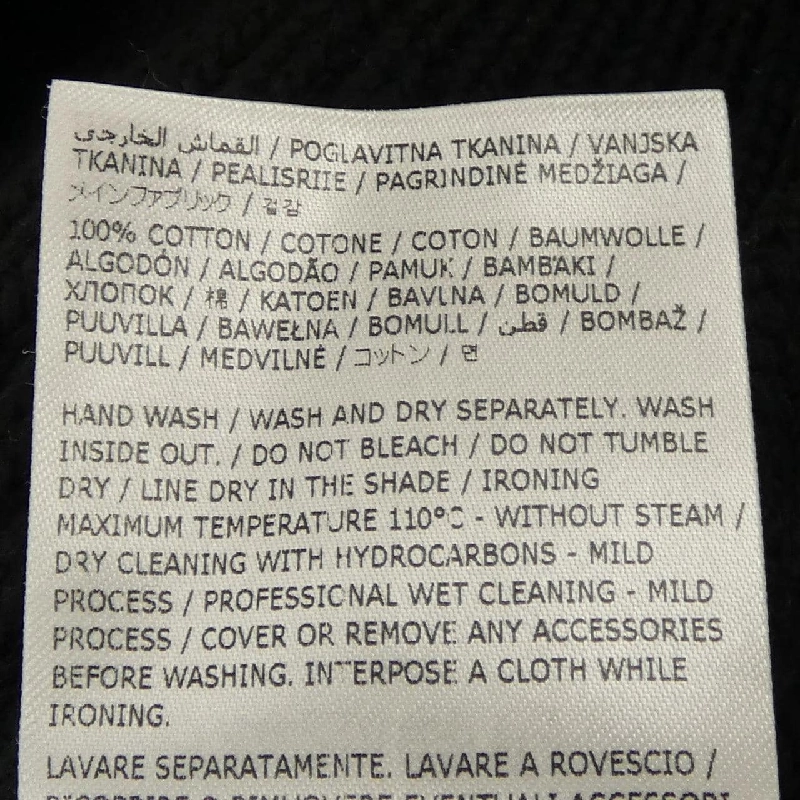 القماش الخارجي / POGLAVITNA TKANINA / VANJSKA
TKANINA / PEALISRIIE / PAGRINDINĖ MEDŽIAGA /
メインファブリック / 겉감
100% COTTON / COTONE / COTON / BAUMWOLLE /
ALGODÓN / ALGODÃO / PAMUK / BAMBAKI /
ХЛОПОК / 棉 / KATOEN / BAVLNA / BOMULD /
PUUVILLA / BAWEŁNA / BOMULL / قطن / BOMBAŽ /
PUUVILL / MEDVILNĖ / コットン / 면
HAND WASH / WASH AND DRY SEPARATELY. WASH
INSIDE OUT. / DO NOT BLEACH / DO NOT TUMBLE
DRY / LINE DRY IN THE SHADE / IRONING
MAXIMUM TEMPERATURE 110°C - WITHOUT STEAM /
DRY CLEANING WITH HYDROCARBONS - MILD
PROCESS / PROFESSIONAL WET CLEANING - MILD
PROCESS / COVER OR REMOVE ANY ACCESSORIES
BEFORE WASHING. INTERPOSE A CLOTH WHILE
IRONING.
LAVARE SEPARATAMENTE. LAVARE A ROVESCIO /
RICOPRIRE O RIMUOVERE EVENTUALI ACCESSORI